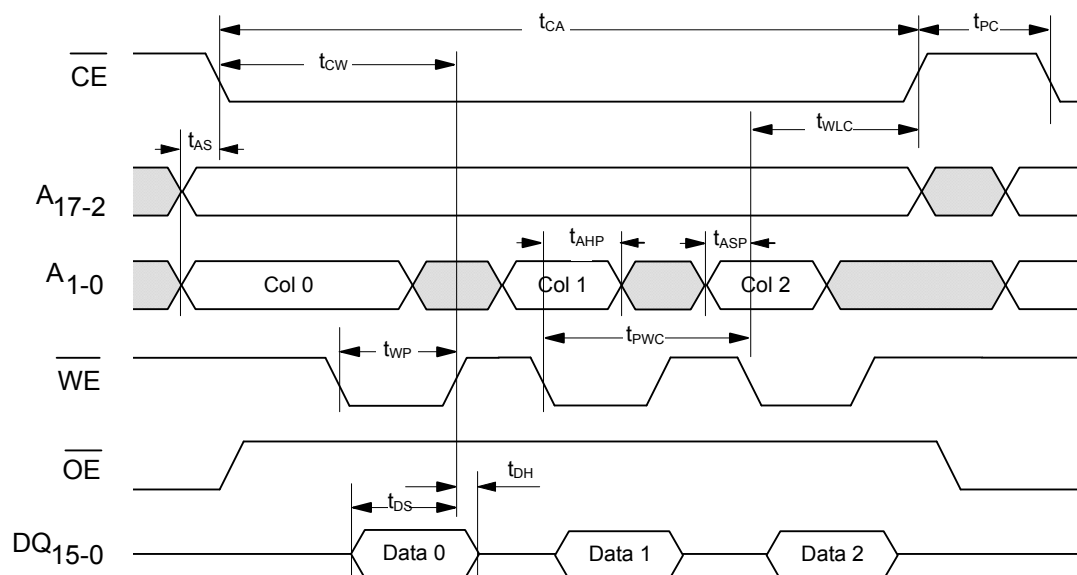 tCA
tPC
CE
tCW
tWLC
tAS
A17-2
tAHP
tASP
A1-0
Col 0
Col 1
Col 2
tWP
tPWC
WE
OE
tDH
tDS
DQ15-0
Data 0
Data 1
Data 2